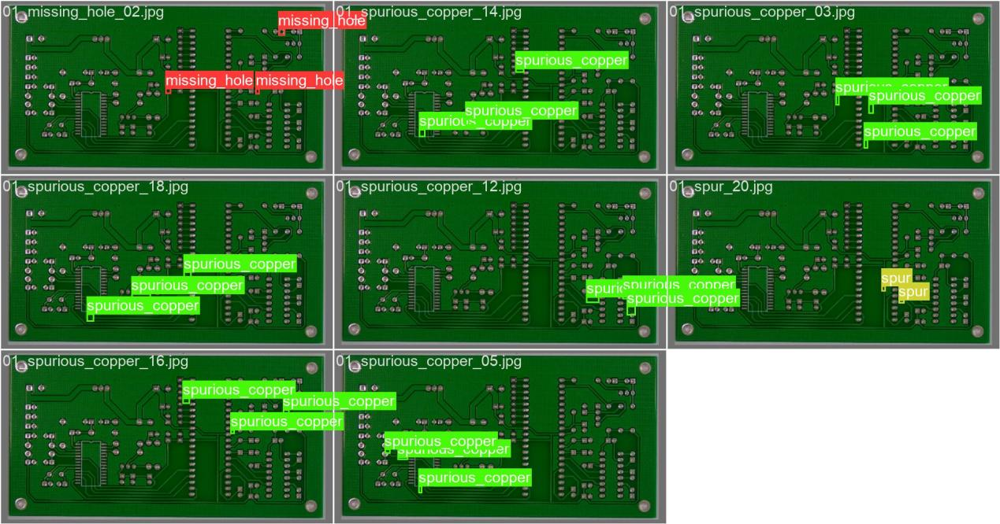 01_missing_hole_02.jpg
missing_hole
missing_hole
missing_hole
01_spurious_copper_14.jpg
spurious_copper
spurious_copper
spurious_copper
01_spurious_copper_03.jpg
spurious_copper
spurious_copper
spurious_copper
01_spurious_copper_18.jpg
spurious_copper
spurious_copper
spurious_copper
01_spurious_copper_12.jpg
spuri
spurious_copper
spurious_copper
01_spur_20.jpg
spur
spur
01_spurious_copper_16.jpg
spurious_copper
spurious_copper
spurious_copper
01_spurious_copper_05.jpg
spurious_copper
spurious_copper
spurious_copper